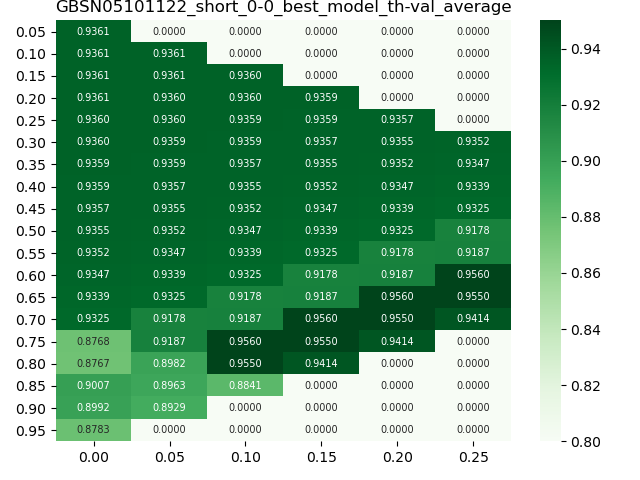 GBSN05101122_short_0-0_best_model_th-val_average
0.05 0.9361 0.0000 0.0000 0.0000 0.0000 0.0000
0.10 0.9361 0.9361 0.0000 0.0000 0.0000 0.0000
0.15 0.9361 0.9361 0.9360 0.0000 0.0000 0.0000
0.20 0.9361 0.9360 0.9360 0.9359 0.0000 0.0000
0.25 0.9360 0.9360 0.9359 0.9359 0.9357 0.0000
0.30 0.9360 0.9359 0.9359 0.9357 0.9355 0.9352
0.35 0.9359 0.9359 0.9357 0.9355 0.9352 0.9347
0.40 0.9359 0.9357 0.9355 0.9352 0.9347 0.9339
0.45 0.9357 0.9355 0.9352 0.9347 0.9339 0.9325
0.50 0.9355 0.9352 0.9347 0.9339 0.9325 0.9178
0.55 0.9352 0.9347 0.9339 0.9325 0.9178 0.9187
0.60 0.9347 0.9339 0.9325 0.9178 0.9187 0.9560
0.65 0.9339 0.9325 0.9178 0.9187 0.9560 0.9550
0.70 0.9325 0.9178 0.9187 0.9560 0.9550 0.9414
0.75 0.8768 0.9187 0.9560 0.9550 0.9414 0.0000
0.80 0.8767 0.8982 0.9550 0.9414 0.0000 0.0000
0.85 0.9007 0.8963 0.8841 0.0000 0.0000 0.0000
0.90 0.8992 0.8929 0.0000 0.0000 0.0000 0.0000
0.95 0.8783 0.0000 0.0000 0.0000 0.0000 0.0000
0.00 0.05 0.10 0.15 0.20 0.25
0.94
0.92
0.90
0.88
0.86
0.84
0.82
0.80